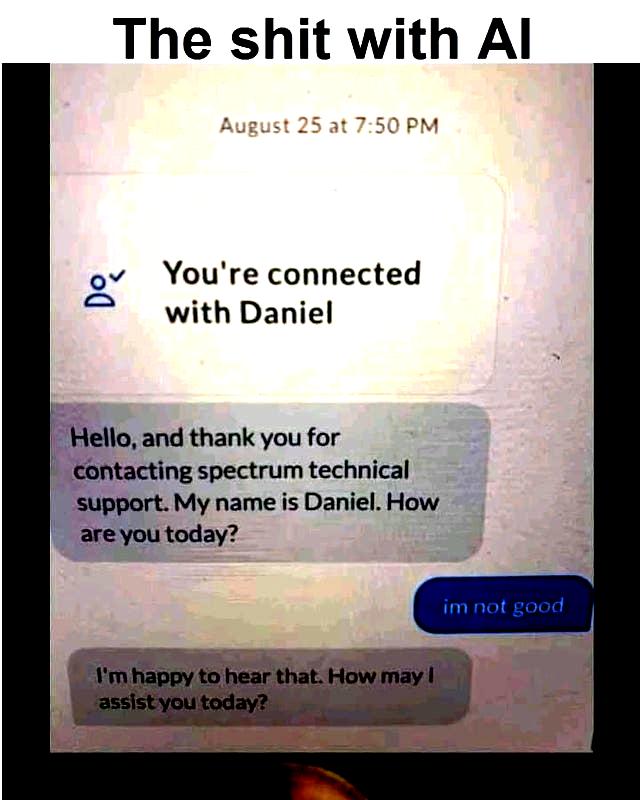 The shit with AI
August 25 at 7:50 PM
You're connected
with Daniel
Hello, and thank you for
contacting spectrum technical
support. My name is Daniel. How
are you today?
im not good
I'm happy to hear that. How may I
assist you today?